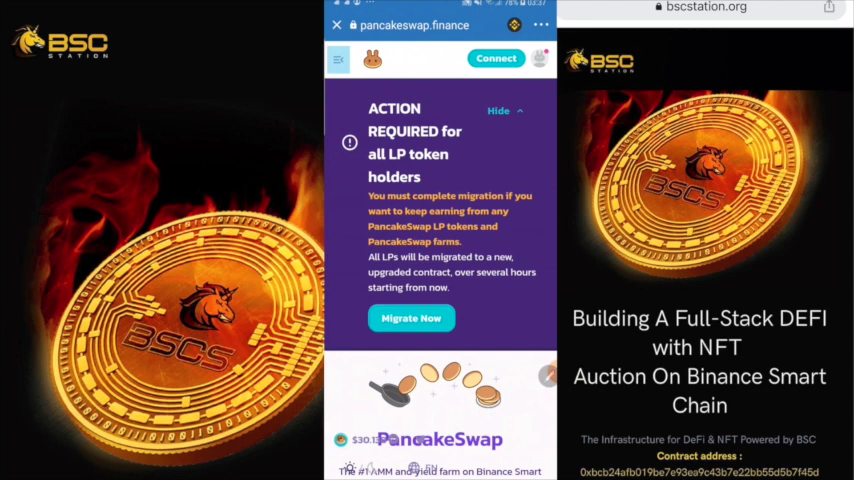 BSC
STATION
BSCS
03:37
pancakeswap.finance
Connect
ACTION
REQUIRED for
all LP token
holders
Hide
You must complete migration if you
want to keep earning from any
PancakeSwap LP tokens and
PancakeSwap farms.
All LPs will be migrated to a new,
upgraded contract, over several hours
starting from now.
Migrate Now
PancakeSwap
The #1 AMM and yield farm on Binance Smart
bscstation.org
BSC
STATION
BSCS
Building A Full-Stack DEFI
with NFT
Auction On Binance Smart
Chain
The Infrastructure for DeFi & NFT Powered by BSC
Contract address :
0xbcb24afb019be7e93ea9c43b7e22bb55d5b7f45d